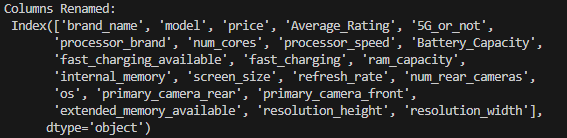 Columns Renamed:
Index(['brand_name', 'model', 'price', 'Average_Rating', '5G_or_not',
'processor_brand', 'num_cores', 'processor_speed', 'Battery_Capacity',
'fast_charging_available', 'fast_charging', 'ram_capacity',
'internal_memory', 'screen_size', 'refresh_rate', 'num_rear_cameras',
'os', 'primary_camera_rear', 'primary_camera_front',
'extended_memory_available', 'resolution_height', 'resolution_width'],
dtype='object')